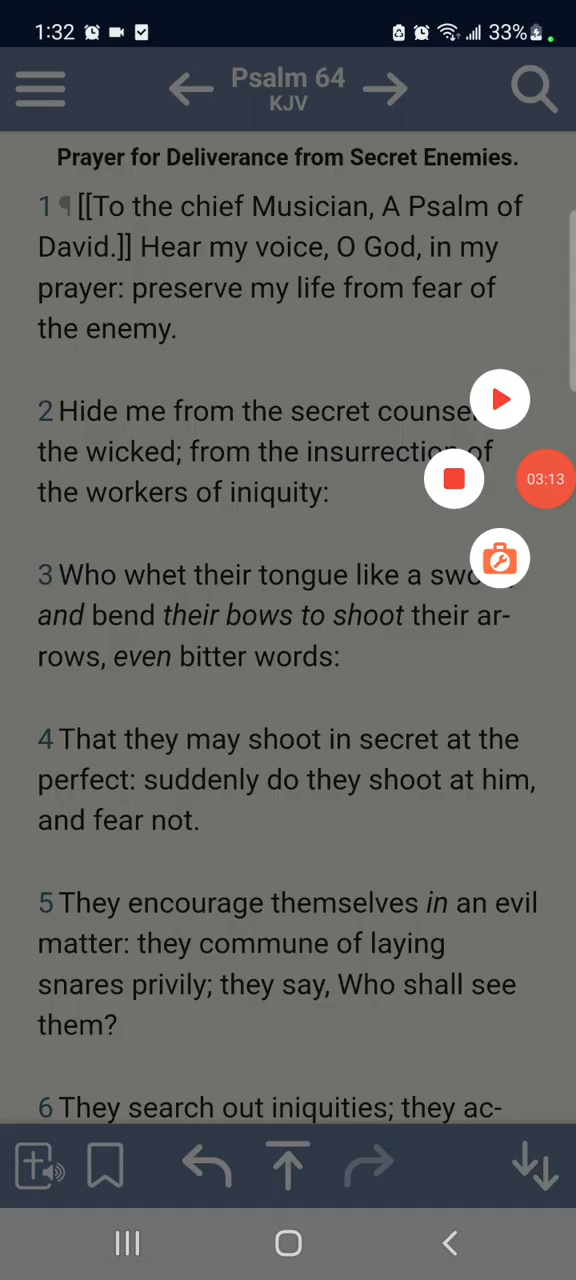 1:32 33%
Psalm 64
KJV
Prayer for Deliverance from Secret Enemies.
1 ¶ [[To the chief Musician, A Psalm of
David.]] Hear my voice, O God, in my
prayer: preserve my life from fear of
the enemy.
2 Hide me from the secret
the wicked; from the insurrection of
the workers of iniquity:
03:13
3 Who whet their tongue like a
and bend their bows to shoot their ar-
rows, even bitter words:
4 That they may shoot in secret at the
perfect: suddenly do they shoot at him,
and fear not.
5 They encourage themselves in an evil
matter: they commune of laying
snares privily; they say, Who shall see
them?
6 They search out iniquities; they ac-